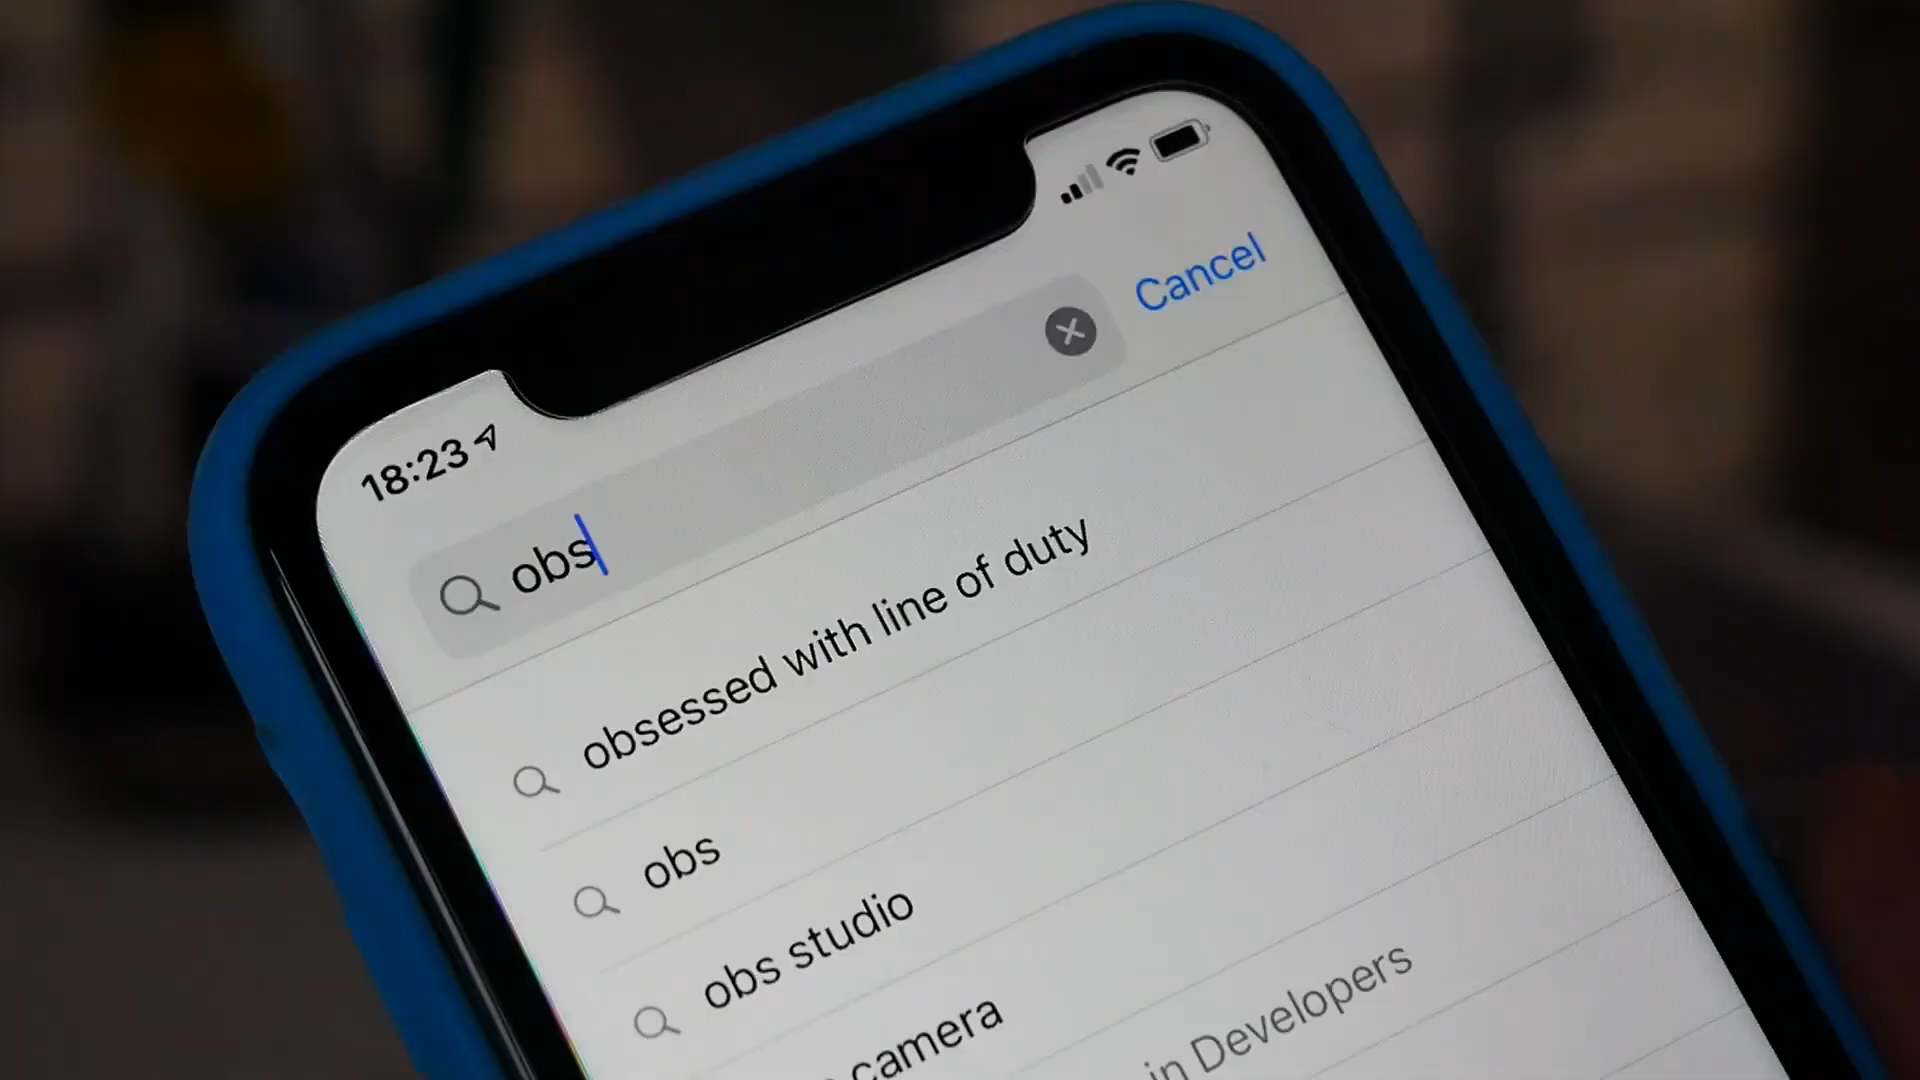 18:23
obs
Cancel
obsessed with line of duty
obs
obs studio
camera
in Developers